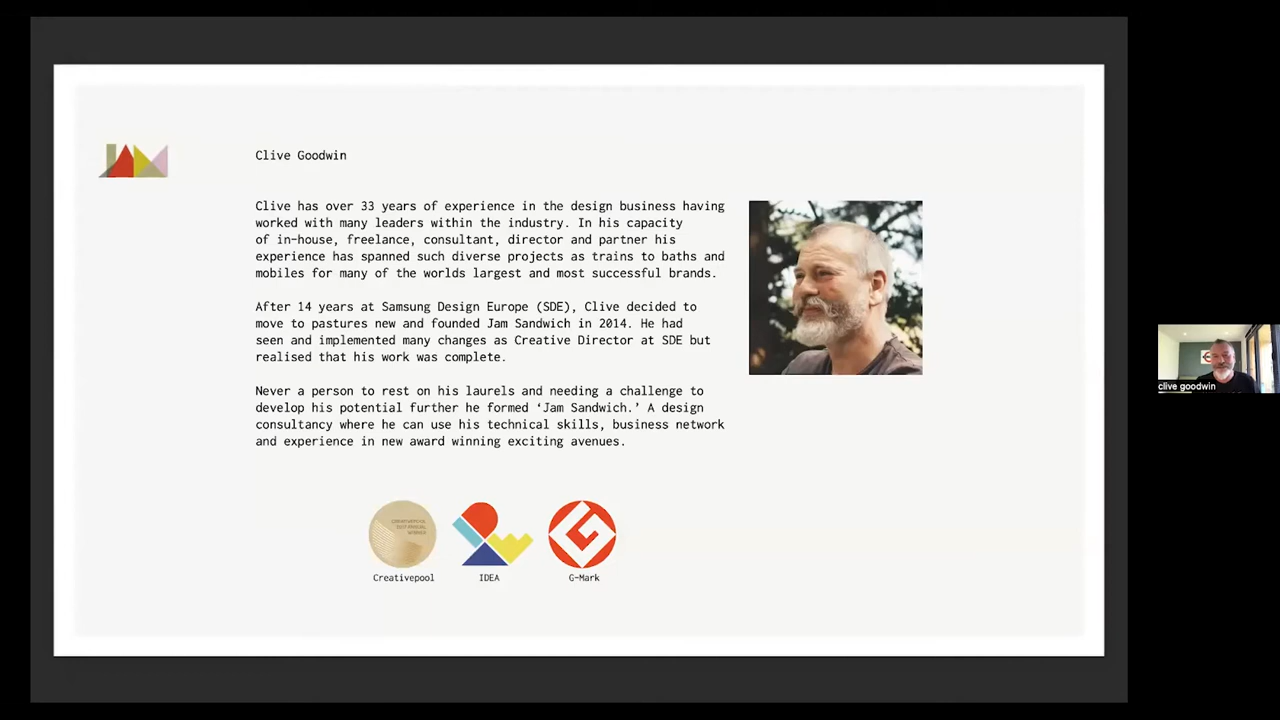 JAM
Clive Goodwin
Clive has over 33 years of experience in the design business having
worked with many leaders within the industry. In his capacity
of in-house, freelance, consultant, director and partner his
experience has spanned such diverse projects as trains to baths and
mobiles for many of the worlds largest and most successful brands.
After 14 years at Samsung Design Europe (SDE), Clive decided to
move to pastures new and founded Jam Sandwich in 2014. He had
seen and implemented many changes as Creative Director at SDE but
realised that his work was complete.
Never a person to rest on his laurels and needing a challenge to
develop his potential further he formed ‘Jam Sandwich.’ A design
consultancy where he can use his technical skills, business network
and experience in new award winning exciting avenues.
Creativepool
IDEA
G-Mark
clive goodwin